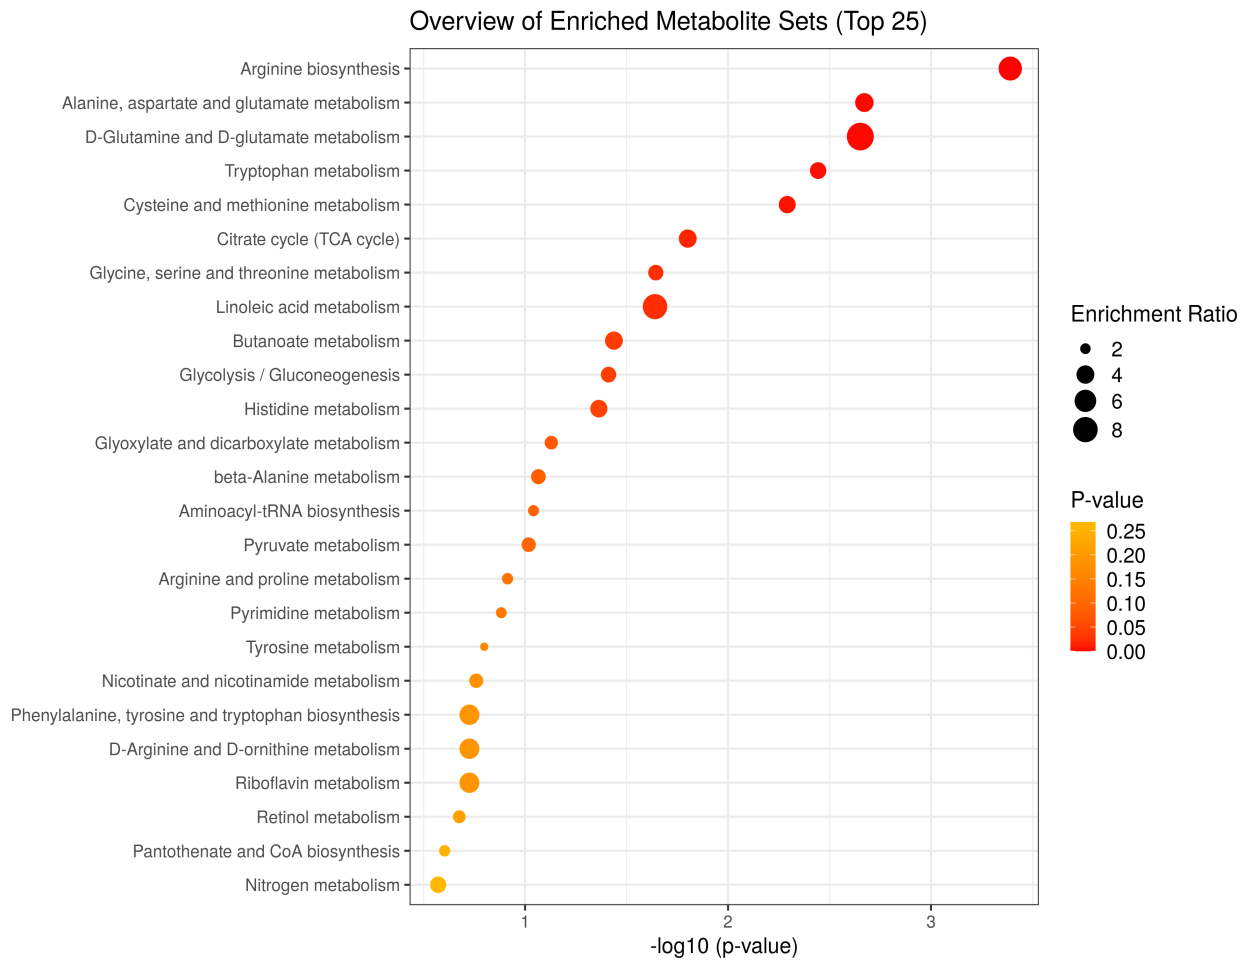 Overview of Enriched Metabolite Sets (Top 25)
Arginine biosynthesis
Alanine, aspartate and glutamate metabolism
D-Glutamine and D-glutamate metabolism
Tryptophan metabolism
Cysteine and methionine metabolism
Citrate cycle (TCA cycle)
Glycine, serine and threonine metabolism
Linoleic acid metabolism
Butanoate metabolism
Glycolysis / Gluconeogenesis
Histidine metabolism
Glyoxylate and dicarboxylate metabolism
beta-Alanine metabolism
Aminoacyl-tRNA biosynthesis
Pyruvate metabolism
Arginine and proline metabolism
Pyrimidine metabolism
Tyrosine metabolism
Nicotinate and nicotinamide metabolism
Phenylalanine, tyrosine and tryptophan biosynthesis
D-Arginine and D-ornithine metabolism
Riboflavin metabolism
Retinol metabolism
Pantothenate and CoA biosynthesis
Nitrogen metabolism
1 2 3
-log10 (p-value)
Enrichment Ratio
2
4
6
8
P-value
0.25
0.20
0.15
0.10
0.05
0.00